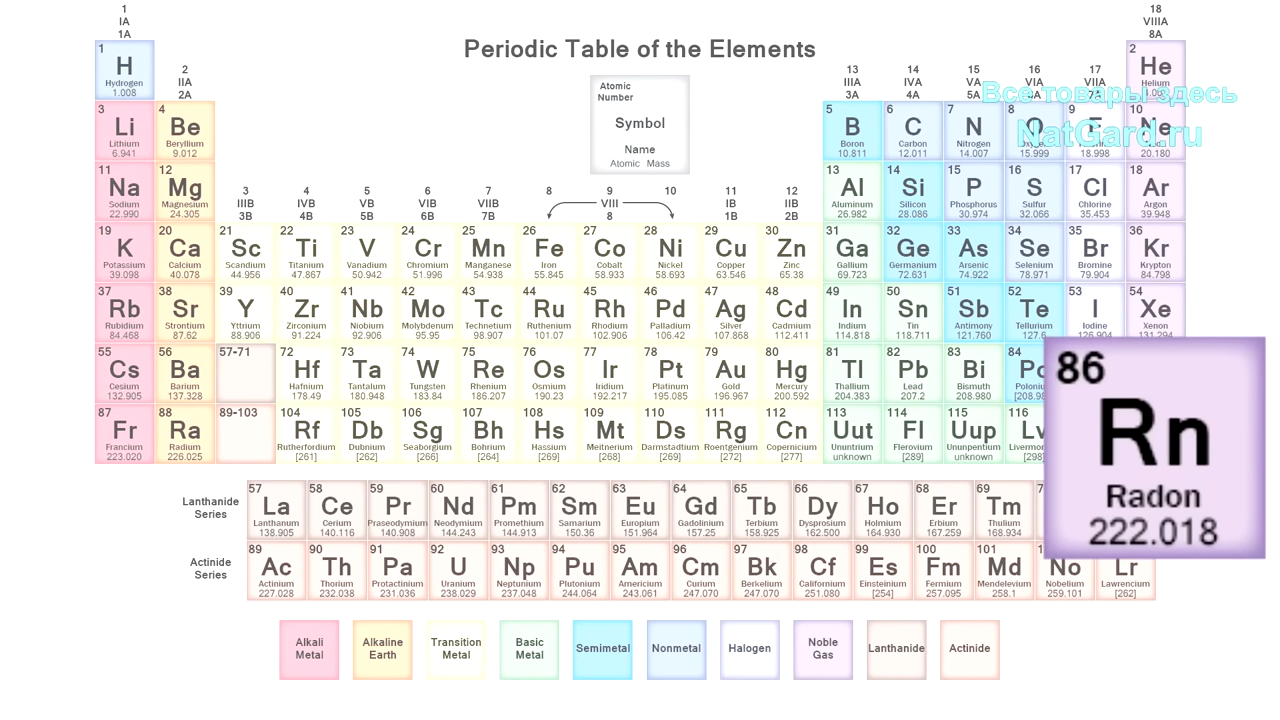 Periodic Table of the Elements
1
IA
1A
2
IIA
2A
3
IIIB
3B
4
IVB
4B
5
VB
5B
6
VIB
6B
7
VIIB
7B
8
9
10
VIII
8
11
IB
1B
12
IIB
2B
13
IIIA
3A
14
IVA
4A
15
VA
5A
16
VIA
17
VIIA
18
VIIIA
8A
Все товары здесь
NatGard.ru
Atomic
Number
Symbol
Name
Atomic Mass
1
H
Hydrogen
1.008
2
He
Helium
3
Li
Lithium
6.941
4
Be
Beryllium
9.012
5
B
Boron
10.811
6
C
Carbon
12.011
7
N
Nitrogen
14.007
8
O
15.999
9
F
18.998
10
Ne
20.180
11
Na
Sodium
22.990
12
Mg
Magnesium
24.305
13
Al
Aluminum
26.982
14
Si
Silicon
28.086
15
P
Phosphorus
30.974
16
S
Sulfur
32.066
17
Cl
Chlorine
35.453
18
Ar
Argon
39.948
19
K
Potassium
39.098
20
Ca
Calcium
40.078
21
Sc
Scandium
44.956
22
Ti
Titanium
47.867
23
V
Vanadium
50.942
24
Cr
Chromium
51.996
25
Mn
Manganese
54.938
26
Fe
Iron
55.845
27
Co
Cobalt
58.933
28
Ni
Nickel
58.693
29
Cu
Copper
63.546
30
Zn
Zinc
65.38
31
Ga
Gallium
69.723
32
Ge
Germanium
72.631
33
As
Arsenic
74.922
34
Se
Selenium
78.971
35
Br
Bromine
79.904
36
Kr
Krypton
84.798
37
Rb
Rubidium
84.468
38
Sr
Strontium
87.62
39
Y
Yttrium
88.906
40
Zr
Zirconium
91.224
41
Nb
Niobium
92.906
42
Mo
Molybdenum
95.95
43
Tc
Technetium
98.907
44
Ru
Ruthenium
101.07
45
Rh
Rhodium
102.906
46
Pd
Palladium
106.42
47
Ag
Silver
107.868
48
Cd
Cadmium
112.411
49
In
Indium
114.818
50
Sn
Tin
118.711
51
Sb
Antimony
121.760
52
Te
Tellurium
127.6
53
I
Iodine
126.904
54
Xe
Xenon
131.294
55
Cs
Cesium
132.905
56
Ba
Barium
137.328
57-71
72
Hf
Hafnium
178.49
73
Ta
Tantalum
180.948
74
W
Tungsten
183.84
75
Re
Rhenium
186.207
76
Os
Osmium
190.23
77
Ir
Iridium
192.217
78
Pt
Platinum
195.085
79
Au
Gold
196.967
80
Hg
Mercury
200.592
81
Tl
Thallium
204.383
82
Pb
Lead
207.2
83
Bi
Bismuth
208.980
84
86
Rn
Radon
222.018
87
Fr
Francium
223.020
88
Ra
Radium
226.025
89-103
104
Rf
Rutherfordium
[261]
105
Db
Dubnium
[262]
106
Sg
Seaborgium
[266]
107
Bh
Bohrium
[264]
108
Hs
Hassium
[269]
109
Mt
Meitnerium
[268]
110
Ds
Darmstadtium
[269]
111
Rg
Roentgenium
[272]
112
Cn
Copernicium
[277]
113
Uut
Ununtrium
unknown
114
Fl
Flerovium
[289]
115
Uup
Ununpentium
unknown
116
[298]
Lanthanide
Series
57
La
Lanthanum
138.905
58
Ce
Cerium
140.116
59
Pr
Praseodymium
140.908
60
Nd
Neodymium
144.243
61
Pm
Promethium
144.913
62
Sm
Samarium
150.36
63
Eu
Europium
151.964
64
Gd
Gadolinium
157.25
65
Tb
Terbium
158.925
66
Dy
Dysprosium
162.500
67
Ho
Holmium
164.930
68
Er
Erbium
167.259
69
Tm
Thulium
168.934
Actinide
Series
89
Ac
Actinium
227.028
90
Th
Thorium
232.038
91
Pa
Protactinium
231.036
92
U
Uranium
238.029
93
Np
Neptunium
237.048
94
Pu
Plutonium
244.064
95
Am
Americium
243.061
96
Cm
Curium
247.070
97
Bk
Berkelium
247.070
98
Cf
Californium
251.080
99
Es
Einsteinium
[254]
100
Fm
Fermium
257.095
101
Md
Mendelevium
258.1
No
Nobelium
259.101
Lr
Lawrencium
[262]
Alkali
Metal
Alkaline
Earth
Transition
Metal
Basic
Metal
Semimetal
Nonmetal
Halogen
Noble
Gas
Lanthanide
Actinide